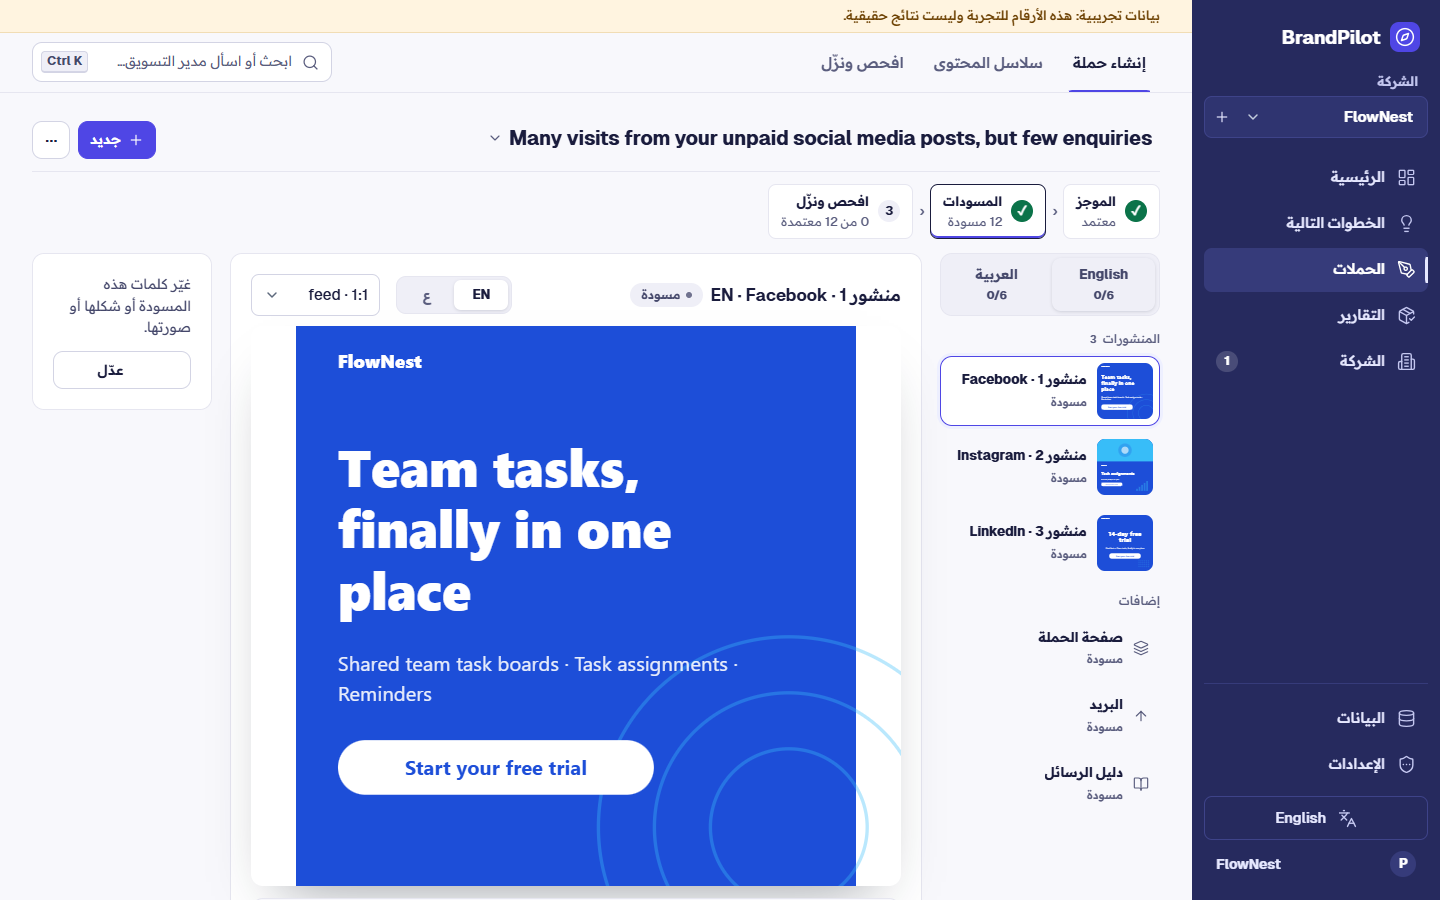 بيانات تجريبية: هذه الأرقام للتجربة وليست نتائج حقيقية.
BrandPilot
الشركة
FlowNest
الرئيسية
الخطوات التالية
الحملات
التقارير
الشركة
1
البيانات
الإعدادات
English
P
FlowNest
إنشاء حملة
سلاسل المحتوى
افحص ونزّل
ابحث أو اسأل مدير التسويق...
Ctrl K
Many visits from your unpaid social media posts, but few enquiries
جديد
...
الموجز
معتمد
المسودات
12 مسودة
3
افحص ونزّل
0 من 12 معتمدة
English
0/6
العربية
0/6
المنشورات 3
منشور 1 · Facebook
مسودة
منشور 2 · Instagram
مسودة
منشور 3 · LinkedIn
مسودة
14-day free trial
إضافات
صفحة الحملة
مسودة
البريد
مسودة
دليل الرسائل
مسودة
منشور 1 · EN · Facebook
مسودة
EN
ع
feed · 1:1
FlowNest
Team tasks,
finally in one
place
Shared team task boards · Task assignments ·
Reminders
Start your free trial
غيّر كلمات هذه
المسودة أو شكلها أو
صورتها.
عدّل